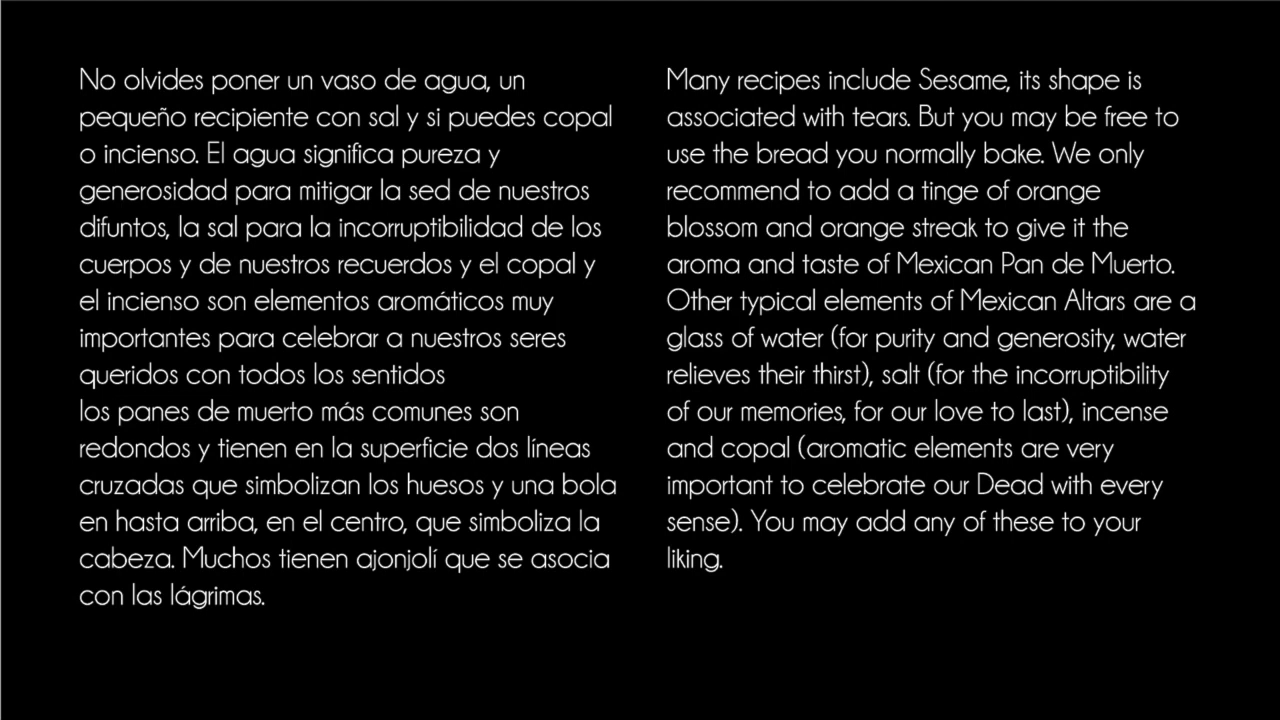 No olvides poner un vaso de agua, un
pequeño recipiente con sal y si puedes copal
o incienso. El agua significa pureza y
generosidad para mitigar la sed de nuestros
difuntos, la sal para la incorruptibilidad de los
cuerpos y de nuestros recuerdos y el copal y
el incienso son elementos aromáticos muy
importantes para celebrar a nuestros seres
queridos con todos los sentidos
los panes de muerto más comunes son
redondos y tienen en la superficie dos líneas
cruzadas que simbolizan los huesos y una bola
en hasta arriba, en el centro, que simboliza la
cabeza. Muchos tienen ajonjolí que se asocia
con las lágrimas.
Many recipes include Sesame, its shape is
associated with tears. But you may be free to
use the bread you normally bake. We only
recommend to add a tinge of orange
blossom and orange streak to give it the
aroma and taste of Mexican Pan de Muerto.
Other typical elements of Mexican Altars are a
glass of water (for purity and generosity, water
relieves their thirst), salt (for the incorruptibility
of our memories, for our love to last), incense
and copal (aromatic elements are very
important to celebrate our Dead with every
sense). You may add any of these to your
liking.